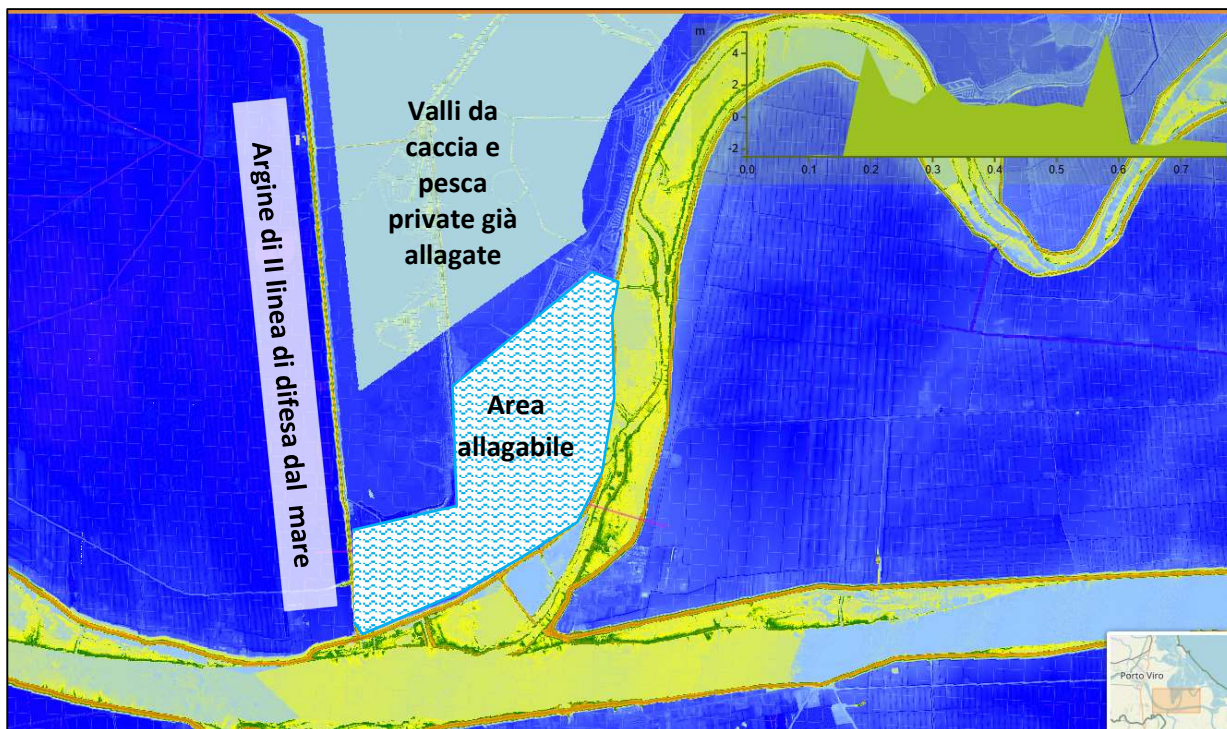 Valli da
caccia e
pesca
private già
allagate
Argine di II linea di difesa dal mare
Area
allagabile
m
4
2
0
-2
0.0 0.1 0.2 0.3 0.4 0.5 0.6 0.7
Porto Viro